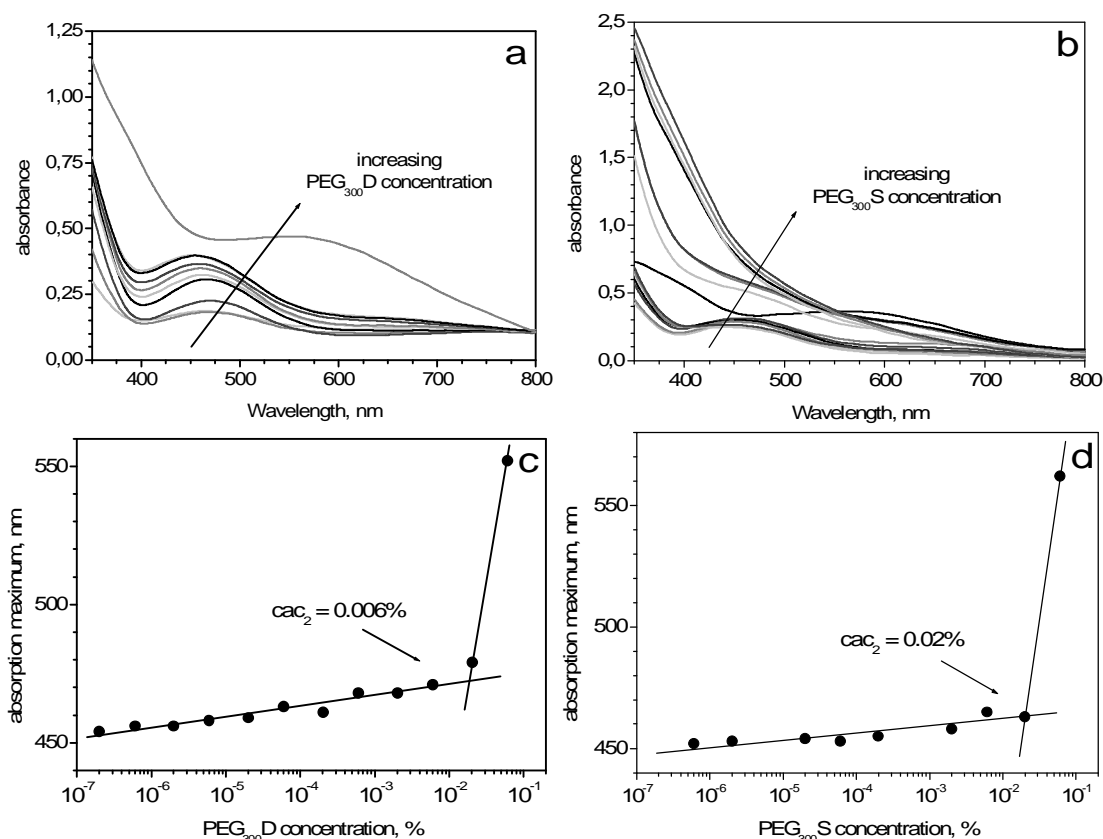 a
1,25
1,00
0,75
0,50
0,25
0,00
absorbance
increasing
PEG300D concentration
400 500 600 700 800
Wavelength, nm
b
2,5
2,0
1,5
1,0
0,5
0,0
absorbance
increasing
PEG300S concentration
400 500 600 700 800
Wavelength, nm
c
550
500
450
absorption maximum, nm
cac2 = 0.006%
10-7 10-6 10-5 10-4 10-3 10-2 10-1
PEG300D concentration, %
d
550
500
450
absorption maximum, nm
cac2 = 0.02%
10-7 10-6 10-5 10-4 10-3 10-2 10-1
PEG300S concentration, %